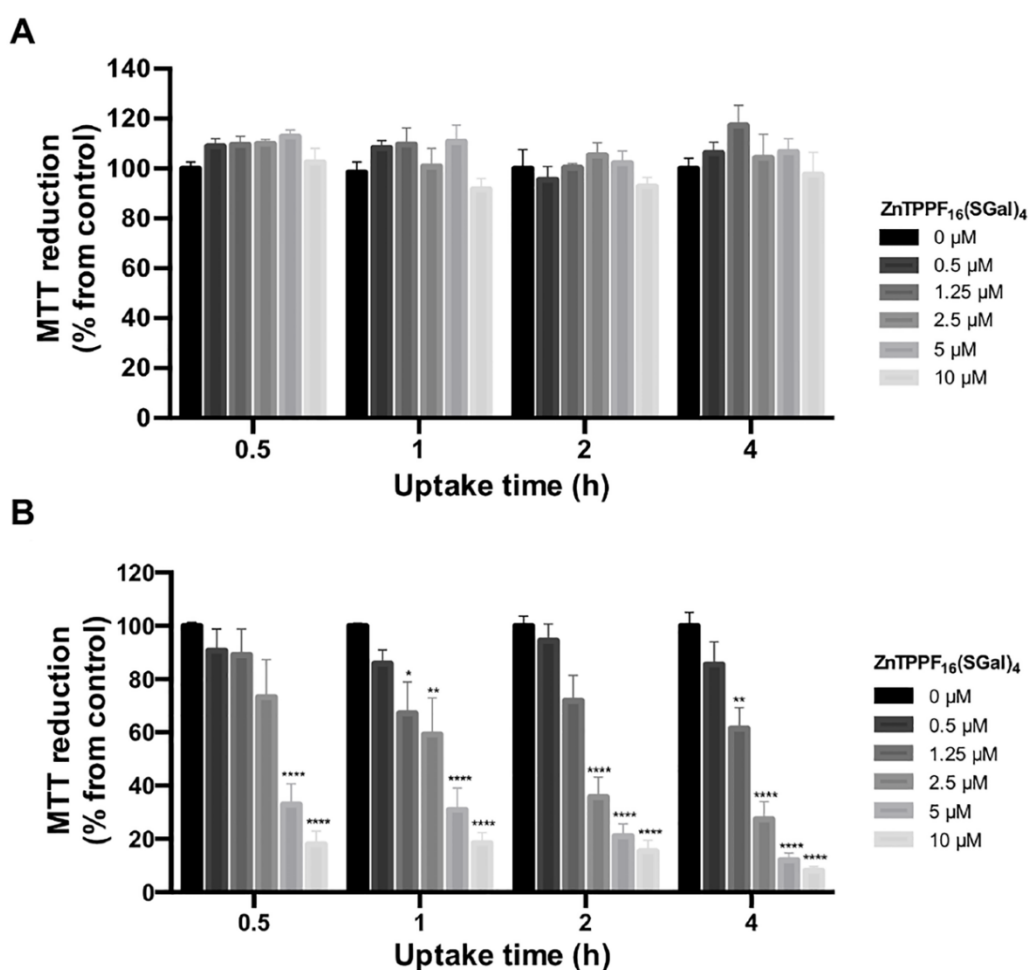 A
MTT reduction
(% from control)
140
120
100
80
60
40
20
0
0.5
1
2
4
Uptake time (h)
ZnTPPF₁₆(SGal)₄
0 µM
0.5 µM
1.25 µM
2.5 µM
5 µM
10 µM
B
MTT reduction
(% from control)
120
100
80
60
40
20
0
****
****
*
**
****
****
****
****
****
**
****
****
****
0.5
1
2
4
Uptake time (h)
ZnTPPF₁₆(SGal)₄
0 µM
0.5 µM
1.25 µM
2.5 µM
5 µM
10 µM